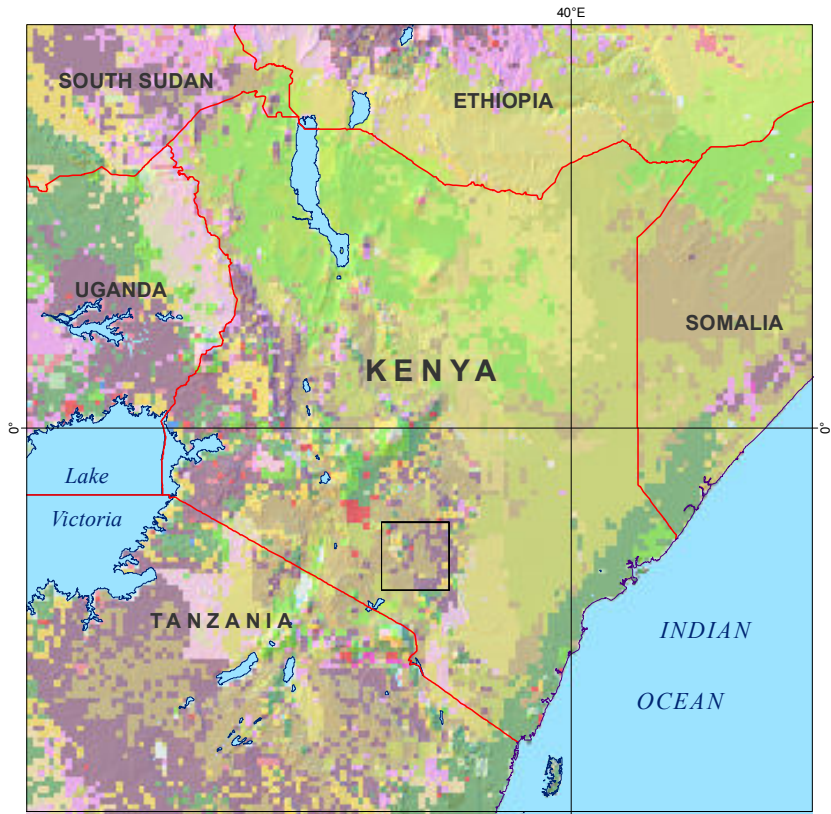 40°E
SOUTH SUDAN
ETHIOPIA
UGANDA
SOMALIA
KENYA
0°
0°
Lake
Victoria
TANZANIA
INDIAN
OCEAN